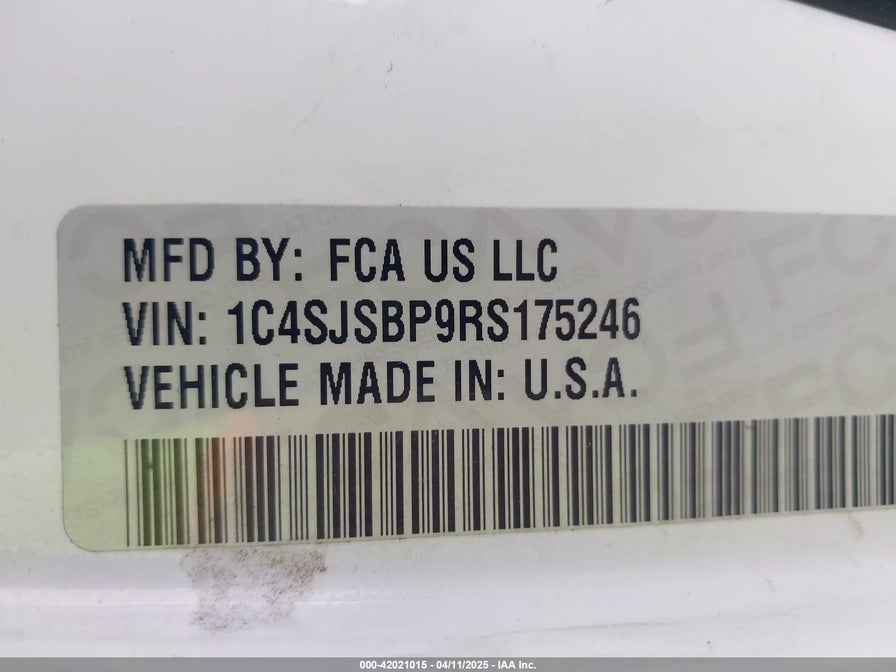 MFD BY: FCA US LLC
VIN: 1C4SJSBP9RS175246
VEHICLE MADE IN: U.S.A.
000-42021015 - 04/11/2025 - IAA Inc.